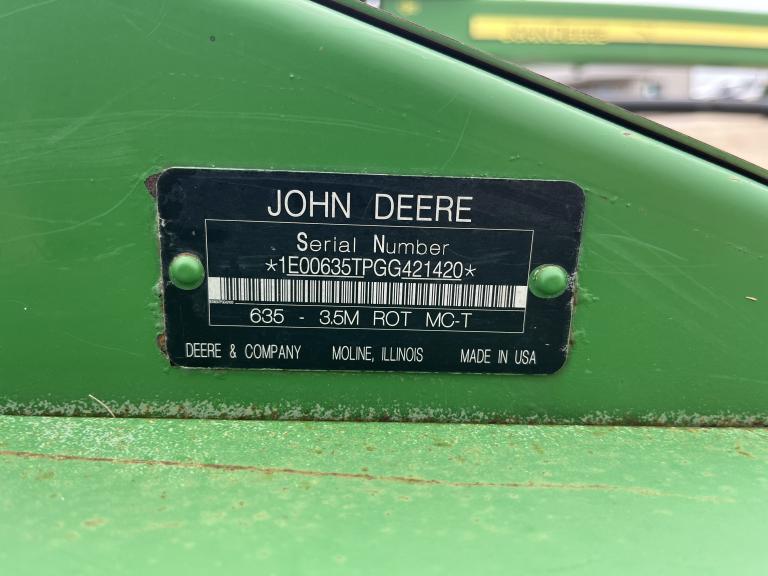 JOHN DEERE
Serial Number
*1E00635TPGG421420*
635 - 3.5M ROT MC-T
DEERE & COMPANY MOLINE, ILLINOIS MADE IN USA